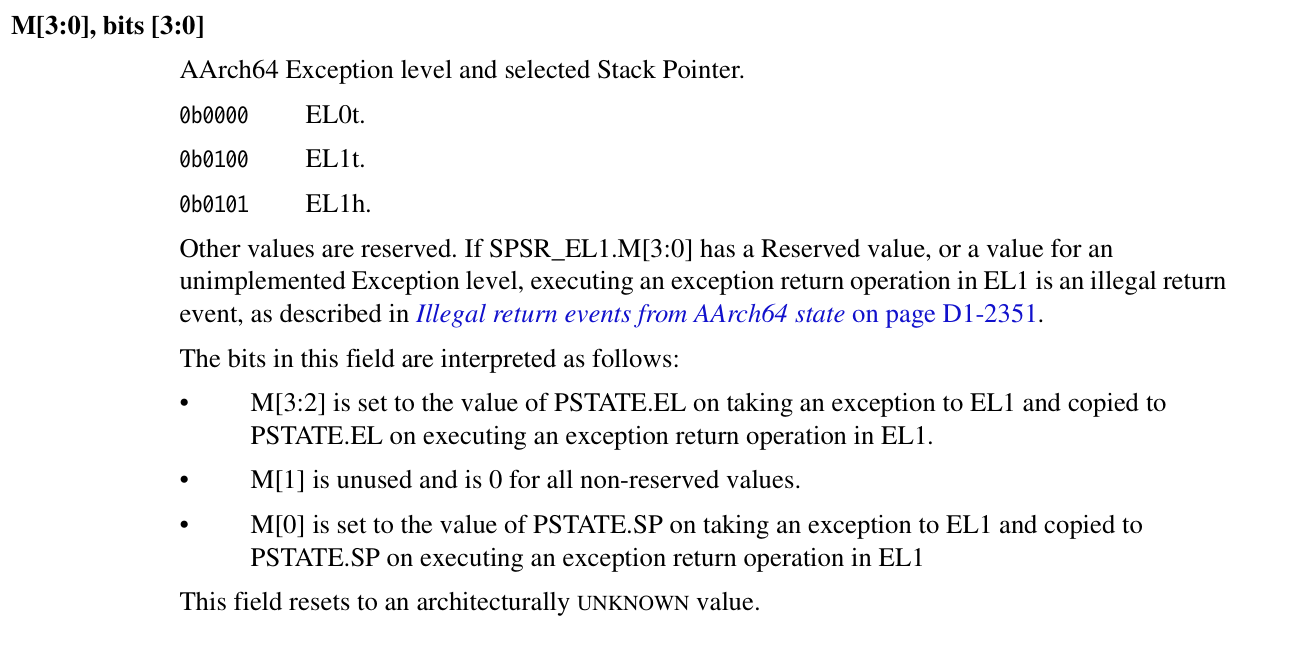 M[3:0], bits [3:0]
AArch64 Exception level and selected Stack Pointer.
0b0000 EL0t.
0b0100 EL1t.
0b0101 EL1h.
Other values are reserved. If SPSR_EL1.M[3:0] has a Reserved value, or a value for an
unimplemented Exception level, executing an exception return operation in EL1 is an illegal return
event, as described in Illegal return events from AArch64 state on page D1-2351.
The bits in this field are interpreted as follows:
• M[3:2] is set to the value of PSTATE.EL on taking an exception to EL1 and copied to
PSTATE.EL on executing an exception return operation in EL1.
• M[1] is unused and is 0 for all non-reserved values.
• M[0] is set to the value of PSTATE.SP on taking an exception to EL1 and copied to
PSTATE.SP on executing an exception return operation in EL1
This field resets to an architecturally UNKNOWN value.